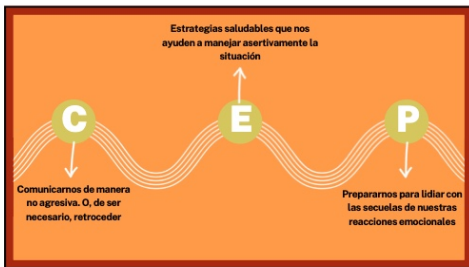 Estrategias saludables que nos
ayuden a manejar asertivamente la
situación
C
E
P
Comunicarnos de manera
no agresiva. O, de ser
necesario, retroceder
Prepararnos para lidiar con
las secuelas de nuestras
reacciones emocionales